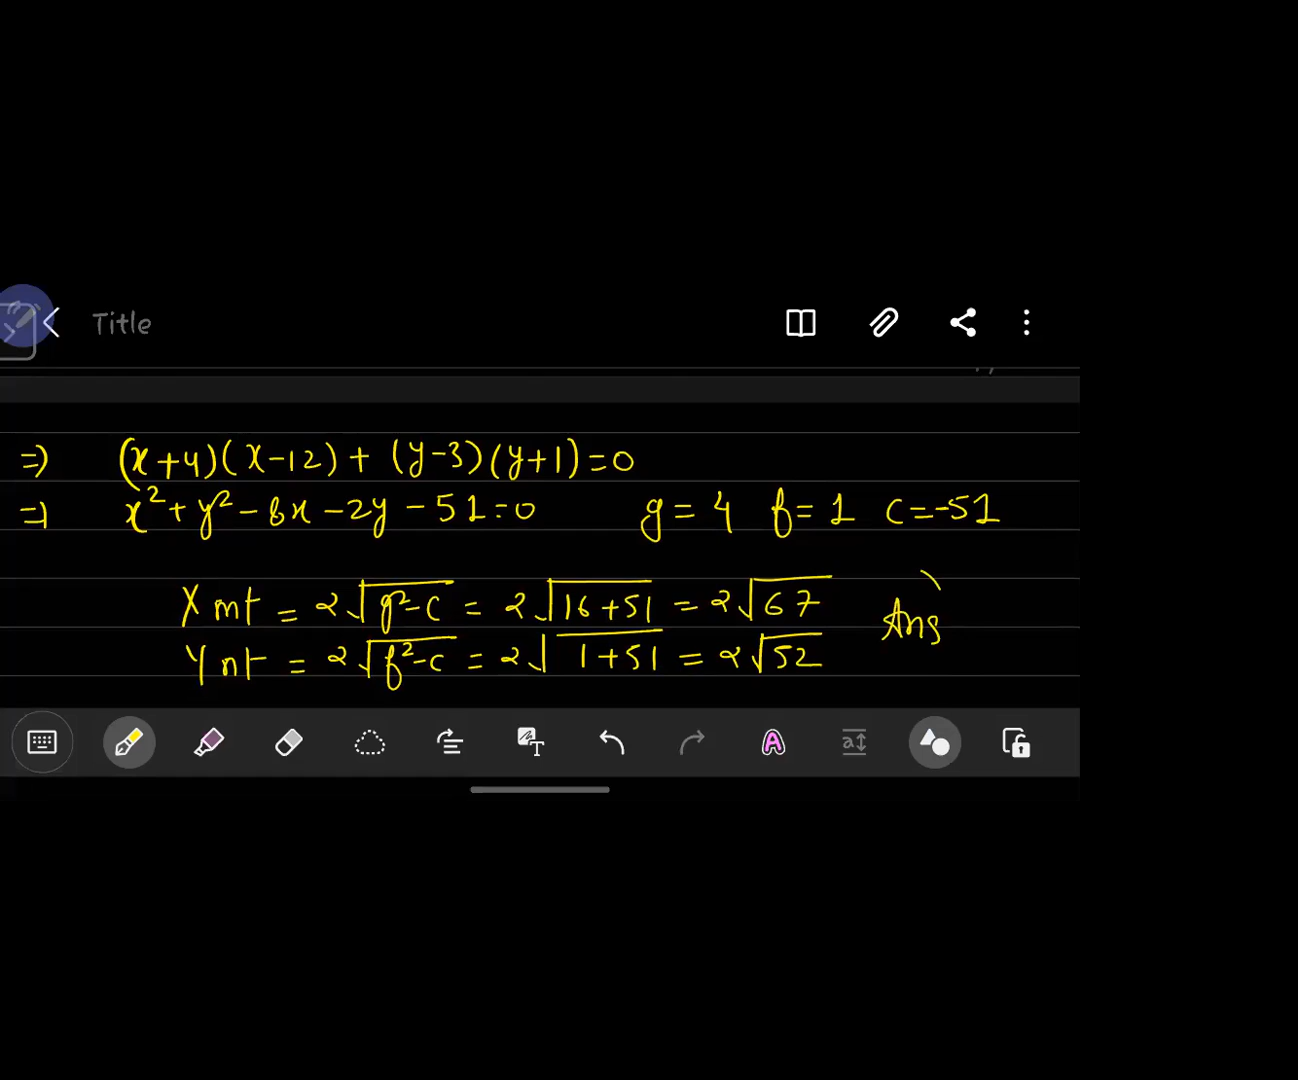 Title
=) (x+4)(x-12) + (y-3)(y+1)=0
=) x²+y²-8x-2y-51=0 g=4 f=1 c=-51
X mt = 2√g²-c = 2√16+51 = 2√67 Ans
Y nt = 2√f²-c = 2√1+51 = 2√52